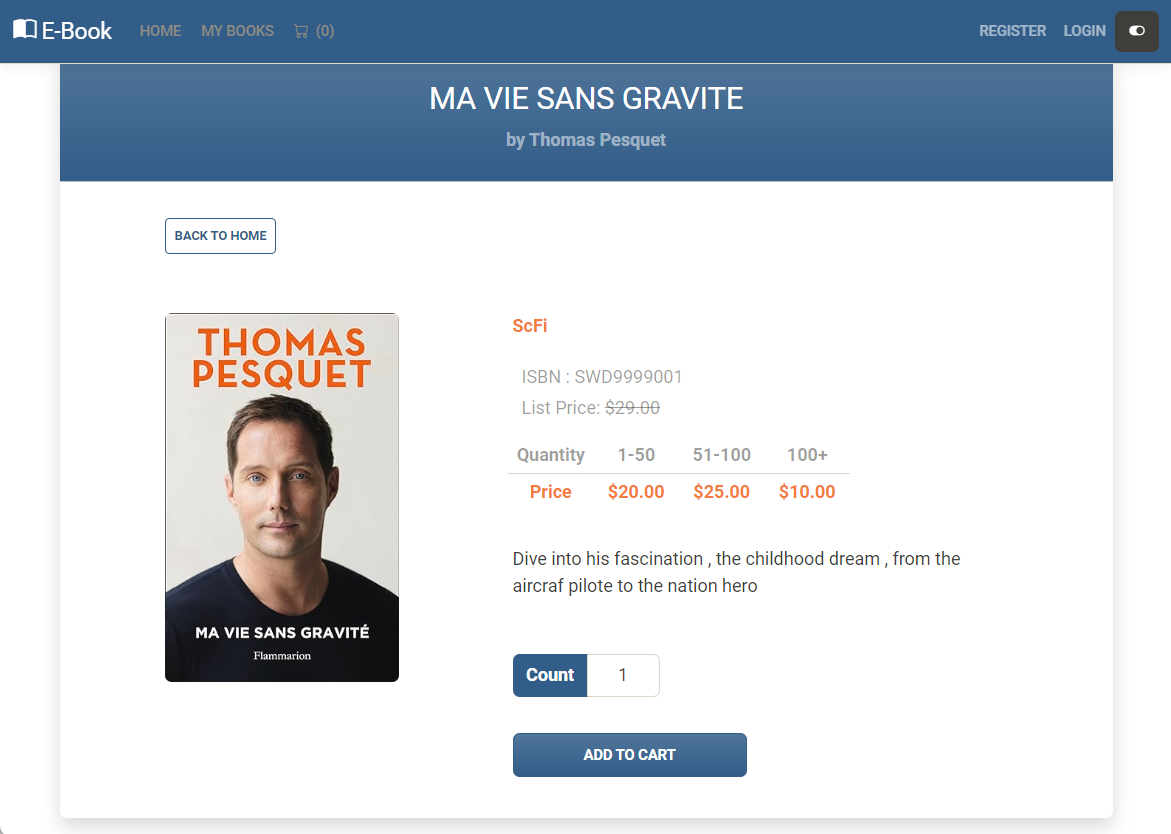 E-Book HOME MY BOOKS (0) REGISTER LOGIN
MA VIE SANS GRAVITE
by Thomas Pesquet
BACK TO HOME
THOMAS
PESQUET
MA VIE SANS GRAVITÉ
Flammarion
ScFi
ISBN : SWD9999001
List Price: $29.00
Quantity 1-50 51-100 100+
Price $20.00 $25.00 $10.00
Dive into his fascination , the childhood dream , from the
aircraf pilote to the nation hero
Count 1
ADD TO CART